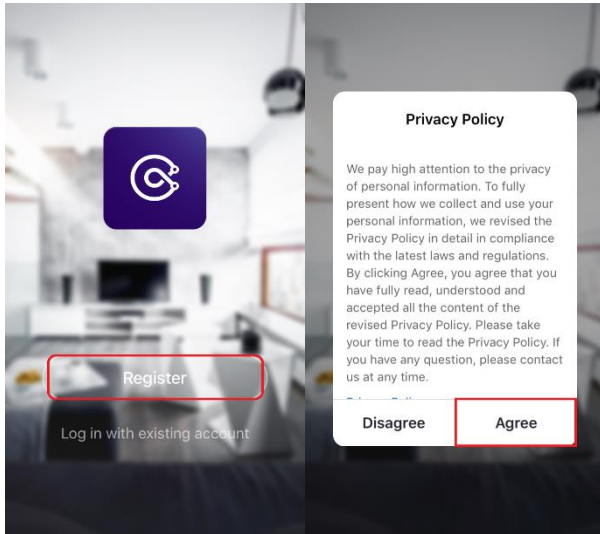 Register
Log in with existing account
Privacy Policy
We pay high attention to the privacy
of personal information. To fully
present how we collect and use your
personal information, we revised the
Privacy Policy in detail in compliance
with the latest laws and regulations.
By clicking Agree, you agree that you
have fully read, understood and
accepted all the content of the
revised Privacy Policy. Please take
your time to read the Privacy Policy. If
you have any question, please contact
us at any time.
Disagree
Agree